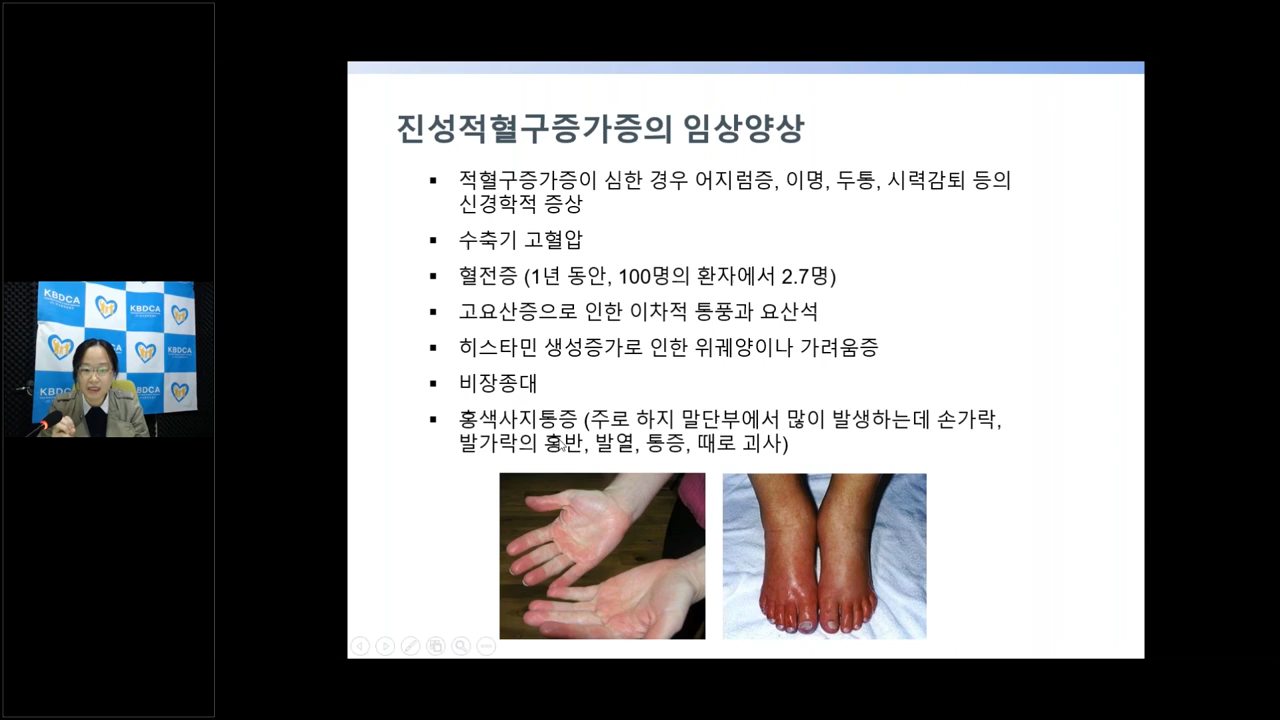 진성적혈구증가증의 임상양상
▪ 적혈구증가증이 심한 경우 어지럼증, 이명, 두통, 시력감퇴 등의
신경학적 증상
▪ 수축기 고혈압
▪ 혈전증 (1년 동안, 100명의 환자에서 2.7명)
▪ 고요산증으로 인한 이차적 통풍과 요산석
▪ 히스타민 생성증가로 인한 위궤양이나 가려움증
▪ 비장종대
▪ 홍색사지통증 (주로 하지 말단부에서 많이 발생하는데 손가락,
발가락의 홍반, 발열, 통증, 때로 괴사)
KBDCA
KBDCA
KBDCA
KBDCA
KBDCA